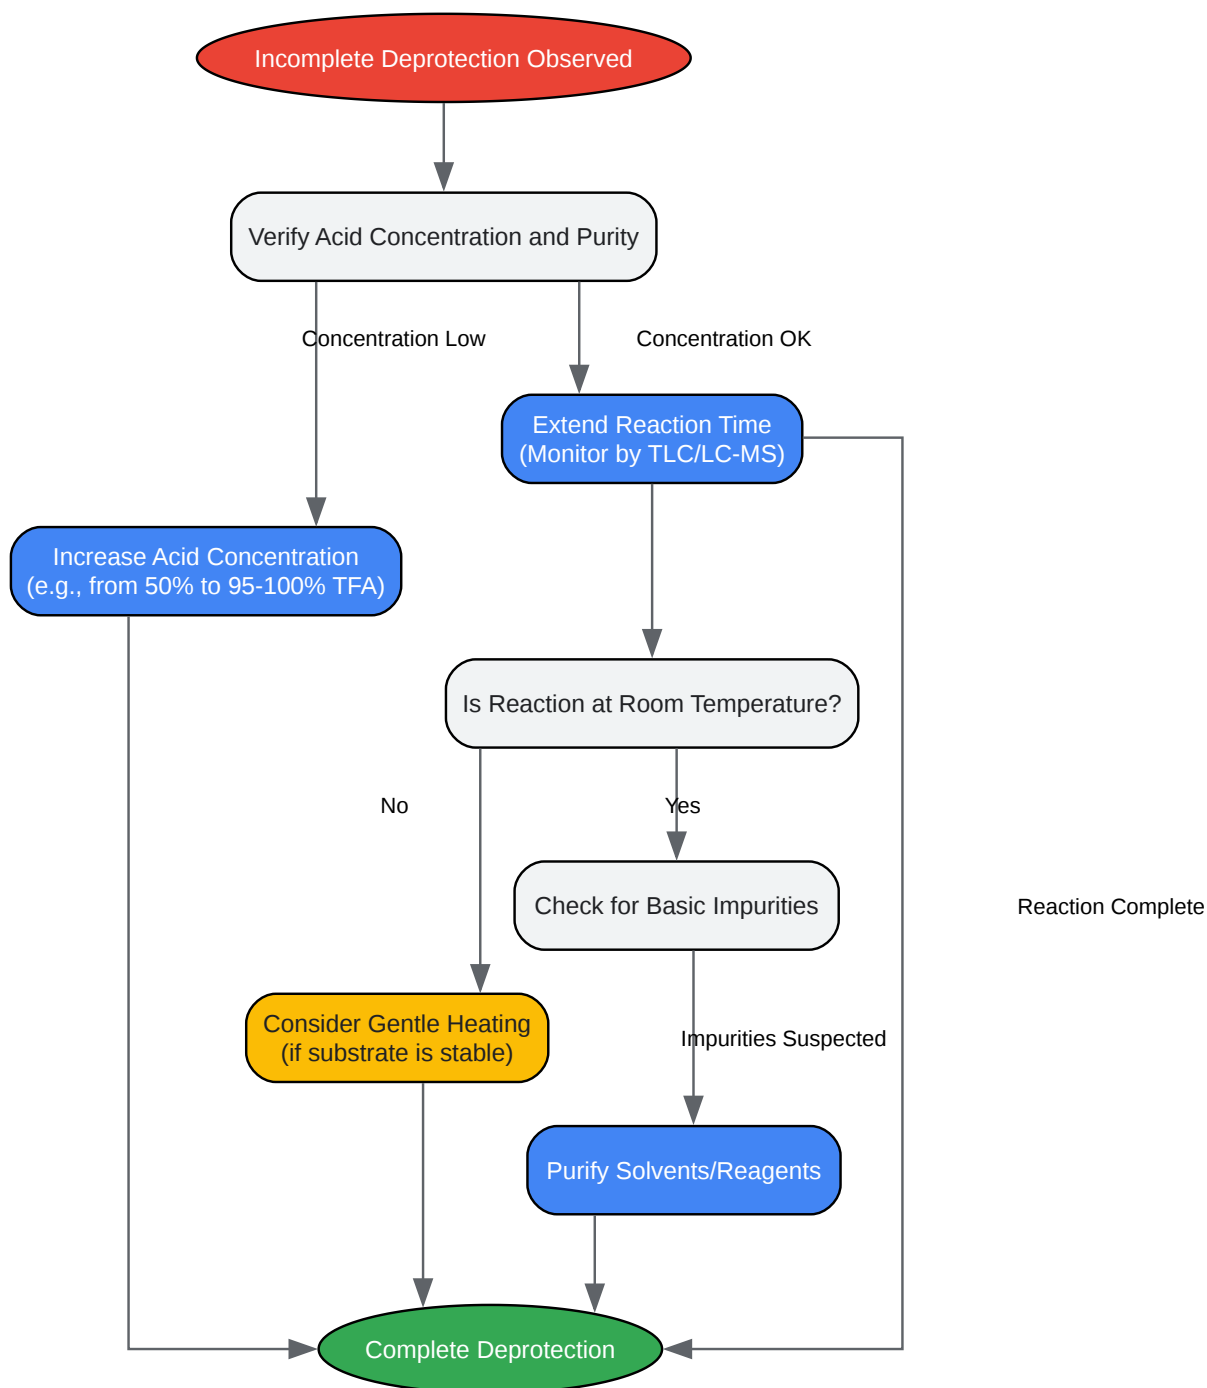 Incomplete Deprotection Observed
Verify Acid Concentration and Purity
Concentration Low
Concentration OK
Extend Reaction Time
(Monitor by TLC/LC-MS)
Increase Acid Concentration
(e.g., from 50% to 95-100% TFA)
Is Reaction at Room Temperature?
No
Yes
Check for Basic Impurities
Reaction Complete
Consider Gentle Heating
(if substrate is stable)
Impurities Suspected
Purify Solvents/Reagents
Complete Deprotection